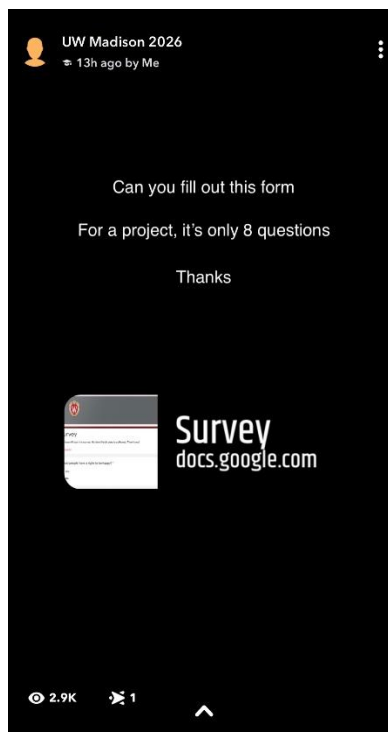 UW Madison 2026
13h ago by Me
Can you fill out this form
For a project, it's only 8 questions
Thanks
W
Survey
docs.google.com
2.9K
1